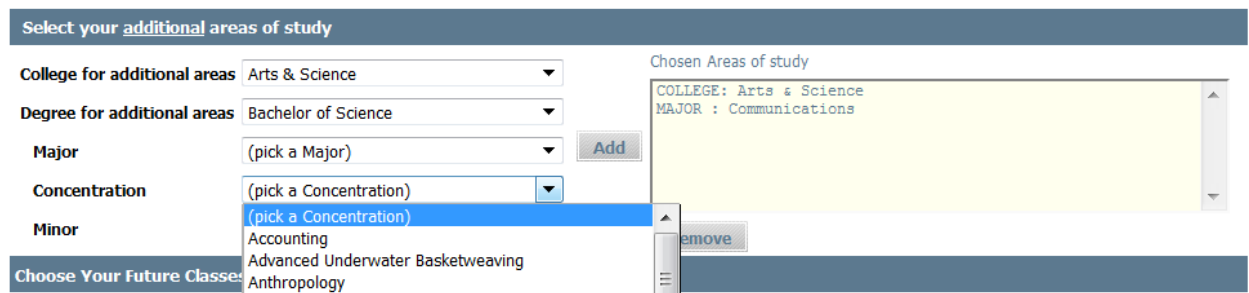 Select your additional areas of study
College for additional areas Arts & Science
Degree for additional areas Bachelor of Science
Major (pick a Major)
Concentration (pick a Concentration)
(pick a Concentration)
Accounting
Advanced Underwater Basketweaving
Anthropology
Minor
Add
Chosen Areas of study
COLLEGE: Arts & Science
MAJOR : Communications
emove
Choose Your Future Classes